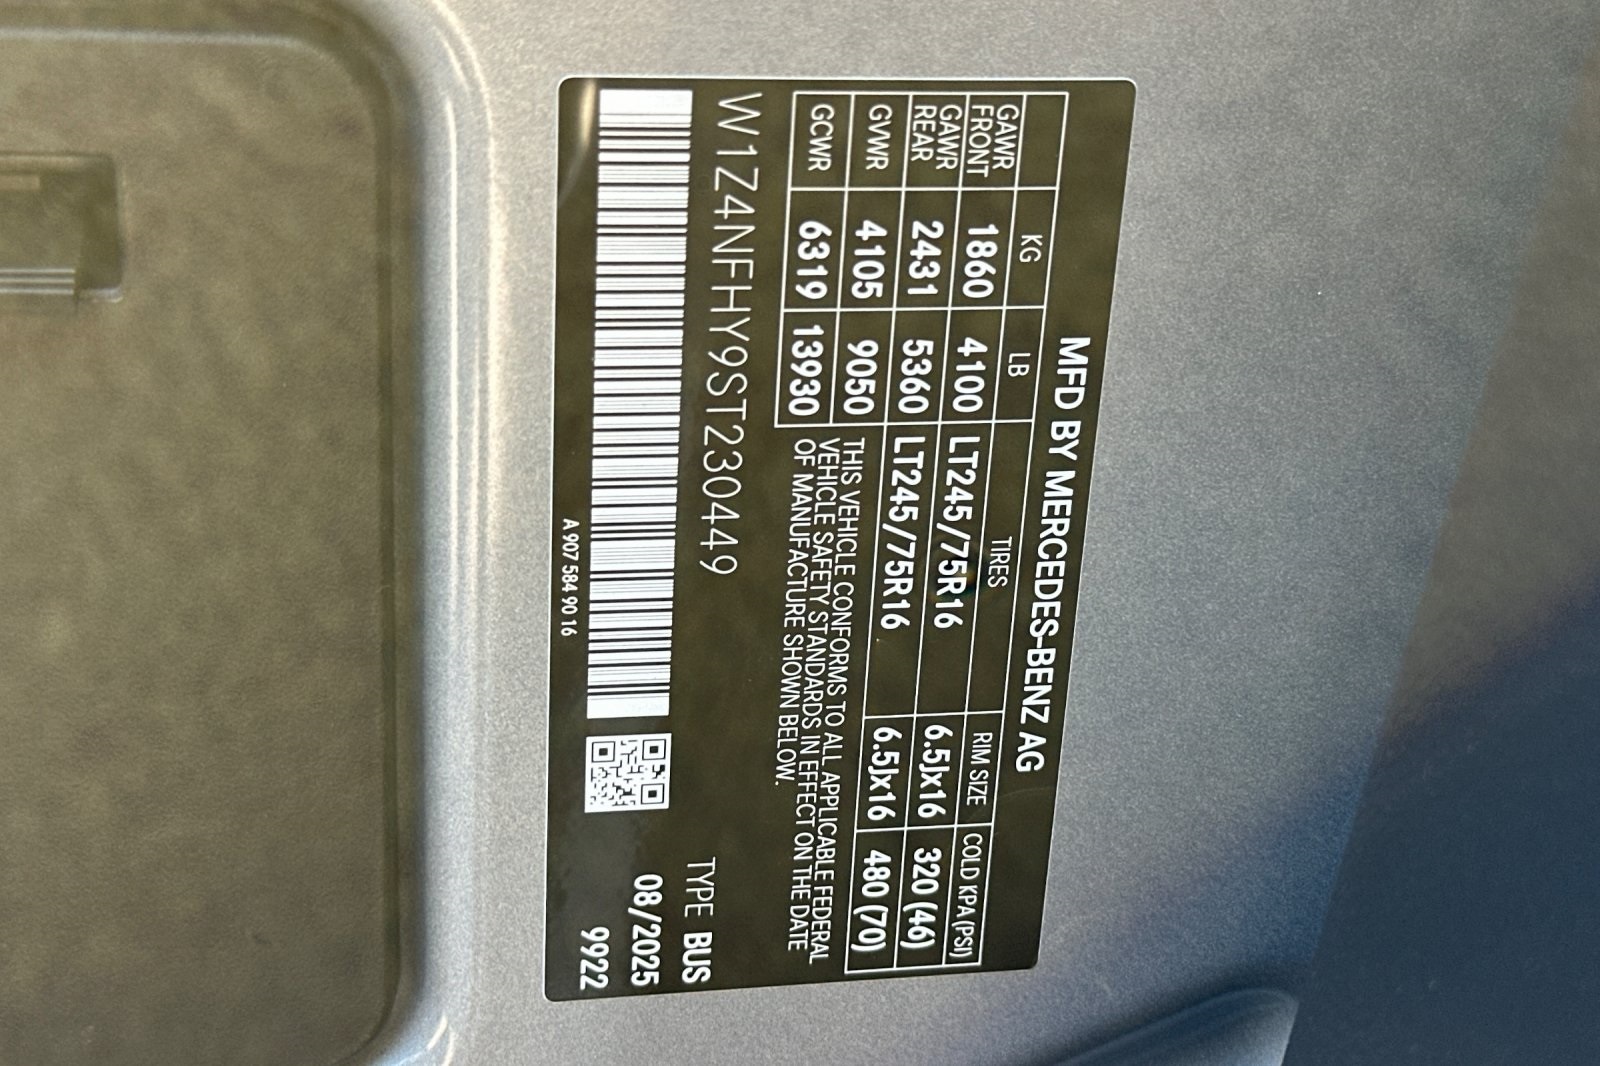 MFD BY MERCEDES-BENZ AG
KG LB TIRES RIM SIZE COLD KPA (PSI)
GAWR FRONT 1860 4100 LT245/75R16 6.5Jx16 320 (46)
GAWR REAR 2431 5360 LT245/75R16 6.5Jx16 480 (70)
GVWR 4105 9050
GCWR 6319 13930
THIS VEHICLE CONFORMS TO ALL APPLICABLE FEDERAL
VEHICLE SAFETY STANDARDS IN EFFECT ON THE DATE
OF MANUFACTURE SHOWN BELOW.
W1Z4NFHY9ST230449
TYPE BUS
08/2025
9922
A 907 584 90 16